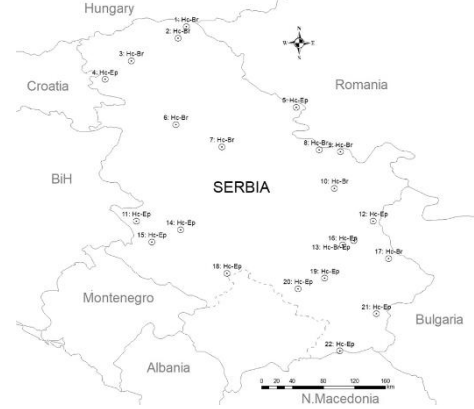 Hungary
1: Hc-Br
2: Hc-Br
N
3: Hc-Br
W
S
4: Hc-Ep
Croatia
Romania
5: Hc-Ep
6: Hc-Br
7: Hc-Br
8: Hc-Br
9: Hc-Br
BiH
SERBIA
10: Hc-Br
11: Hc-Ep
12: Hc-Ep
14: Hc-Ep
15: Hc-Ep
16: Hc-Ep
13: Hc-Br-Ep
17: Hc-Br
18: Hc-Ep
19: Hc-Ep
20: Hc-Ep
Montenegro
21: Hc-Ep
Bulgaria
22: Hc-Ep
Albania
0 20 40 80 120 160
km
N.Macedonia